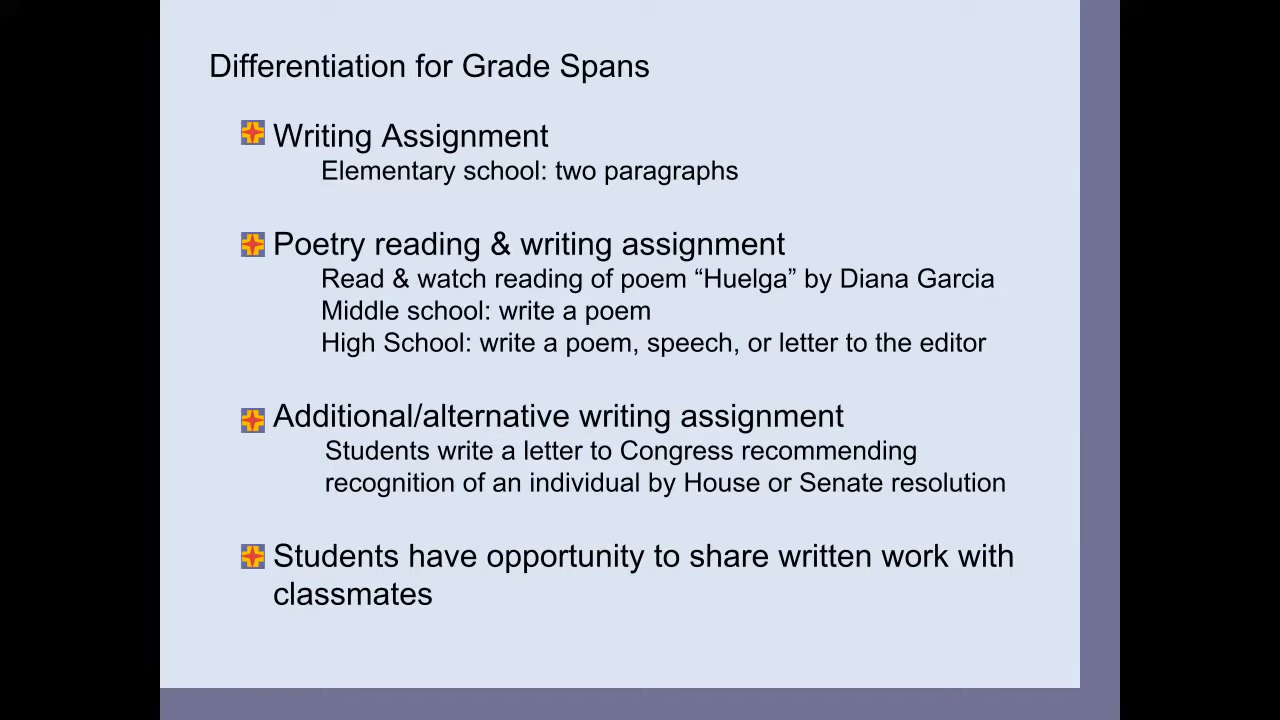 Differentiation for Grade Spans
Writing Assignment
Elementary school: two paragraphs
Poetry reading & writing assignment
Read & watch reading of poem “Huelga” by Diana Garcia
Middle school: write a poem
High School: write a poem, speech, or letter to the editor
Additional/alternative writing assignment
Students write a letter to Congress recommending
recognition of an individual by House or Senate resolution
Students have opportunity to share written work with
classmates